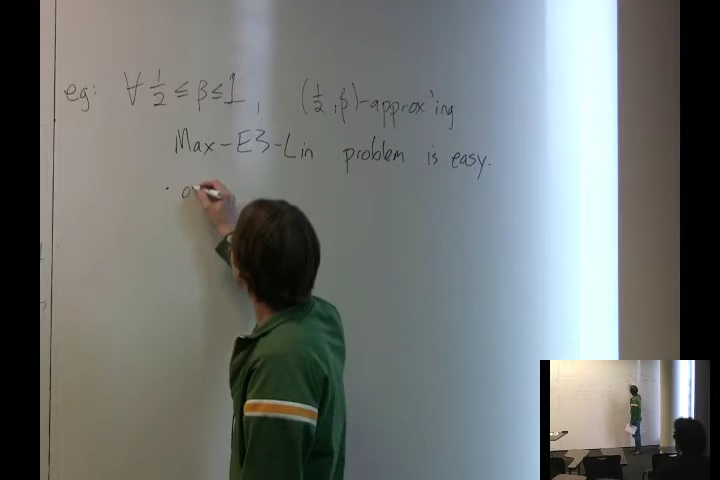 eg: ∀ 1/2 ≤ β ≤ 1, (1/2, β)-approx'ing
Max-E3-Lin problem is easy.